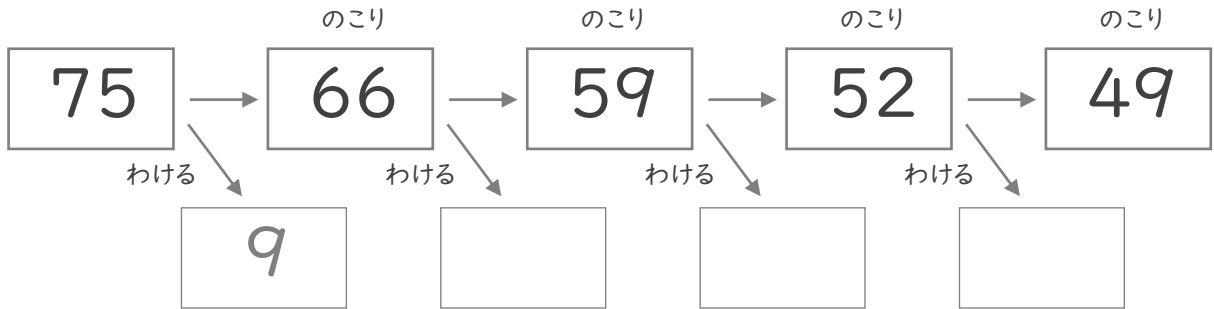 のこり のこり のこり のこり
75 66 59 52 49
わける わける わける わける
9